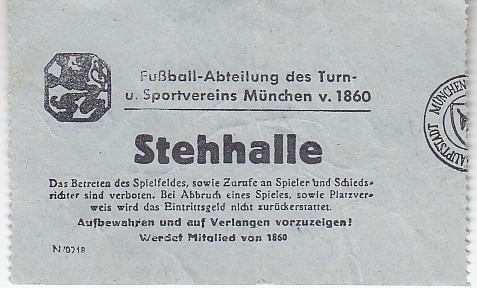 Fußball-Abteilung des Turn-
u. Sportvereins München v. 1860
Stehhalle
Das Betreten des Spielfeldes, sowie Zurufe an Spieler und Schieds-
richter sind verboten. Bei Abbruch eines Spieles, sowie Platzver-
weis wird das Eintrittsgeld nicht zurückerstattet.
Aufbewahren und auf Verlangen vorzuzeigen!
Werdet Mitglied von 1860
HAUPTSTADT MÜNCHEN